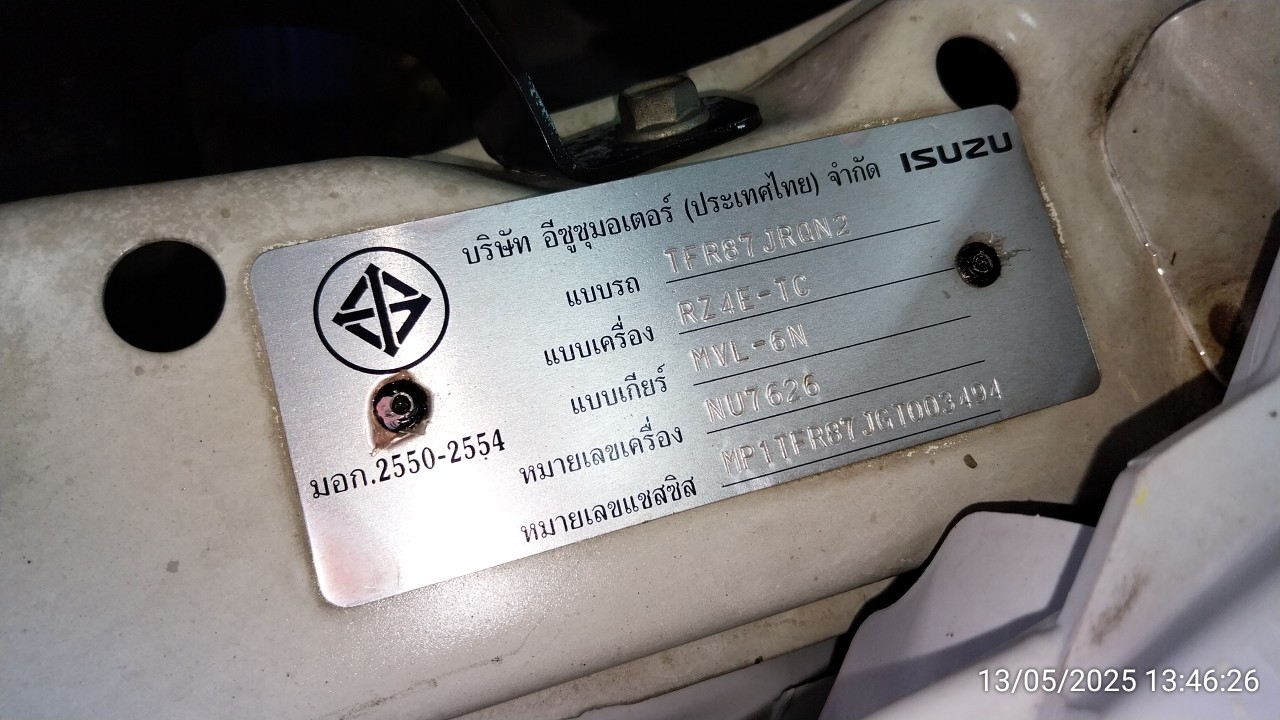 ISUZU
บริษัท อีซูซุมอเตอร์ (ประเทศไทย) จำกัด
แบบรถ TFR87JRQN2
แบบเครื่อง RZ4E-TC
แบบเกียร์ MVL-6N
หมายเลขเครื่อง NU7626
หมายเลขแชสซิส MP1TFR87JGT003494
มอก.2550-2554
13/05/2025 13:46:26